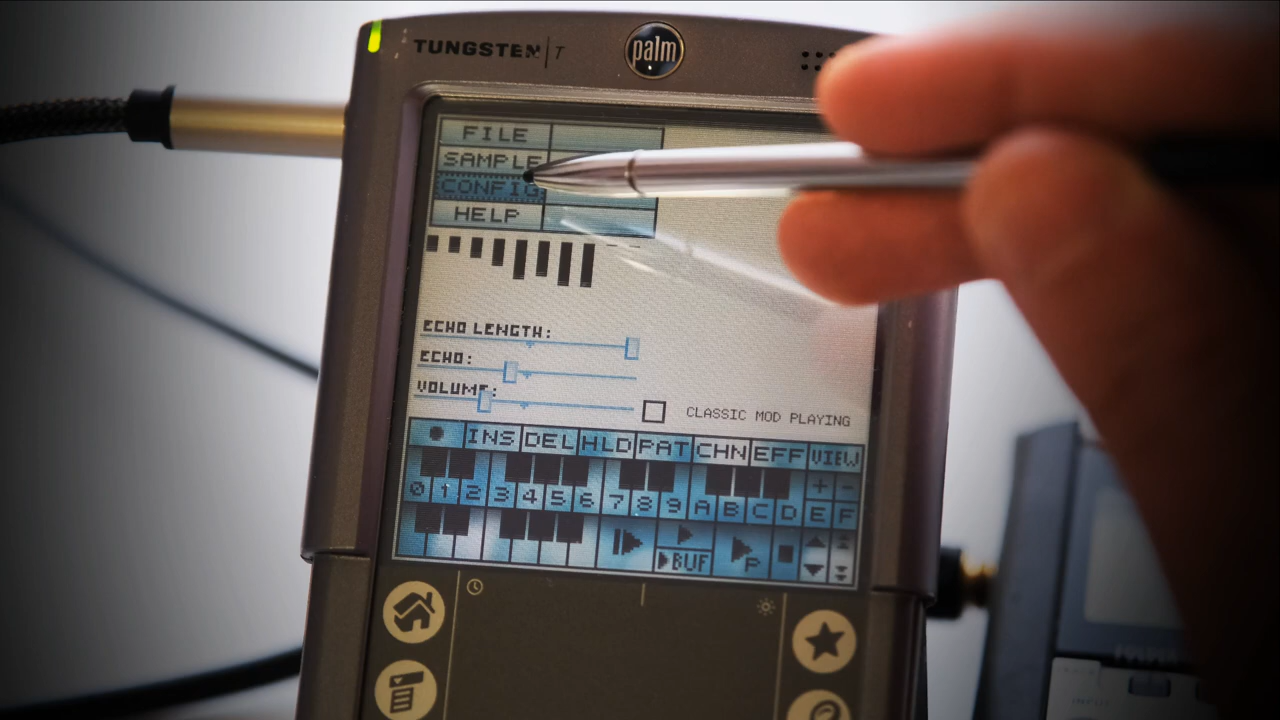 TUNGSTEN | T
palm
FILE
SAMPLE
CONFIG
HELP
ECHO LENGTH:
ECHO:
VOLUME:
CLASSIC MOD PLAYING
INS DEL HLD PAT CHN EFF VIEW
+ -
0 1 2 3 4 5 6 7 8 9 A B C D E F
BUF P